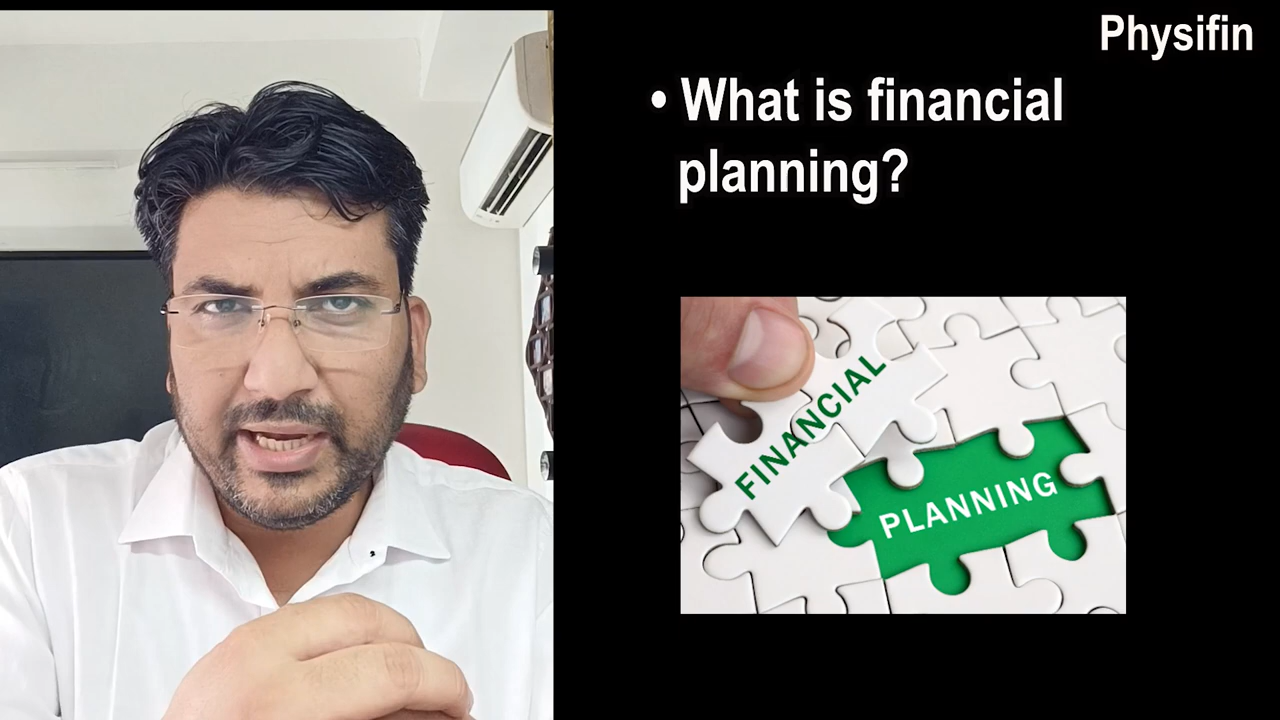 Physifin
• What is financial
planning?
FINANCIAL
PLANNING